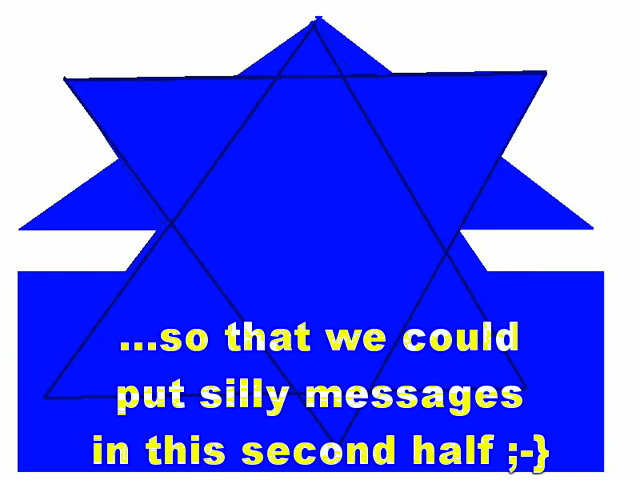 ...so that we could
put silly messages
in this second half ;-}